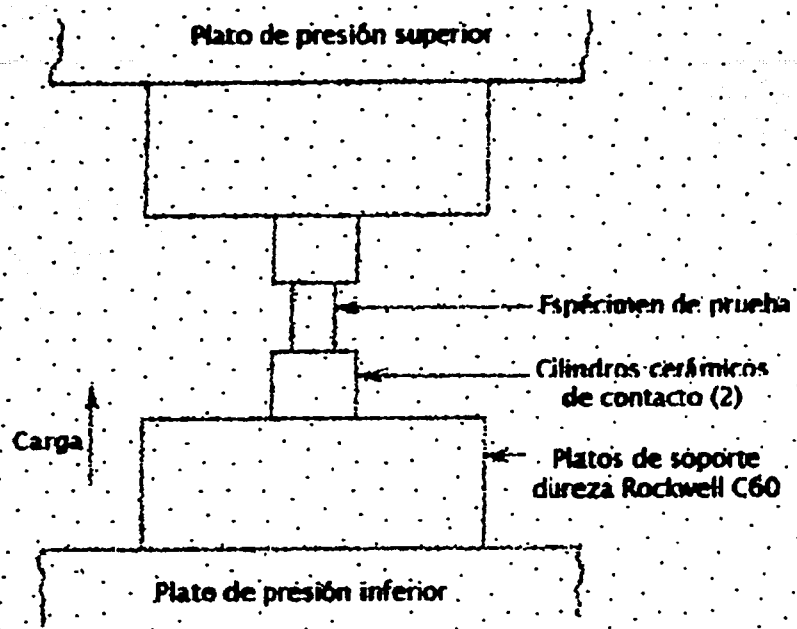 Plato de presión superior
Espécimen de prueba
Cilindros cerámicos
de contacto (2)
Carga
Platos de soporte
dureza Rockwell C60
Plato de presión inferior